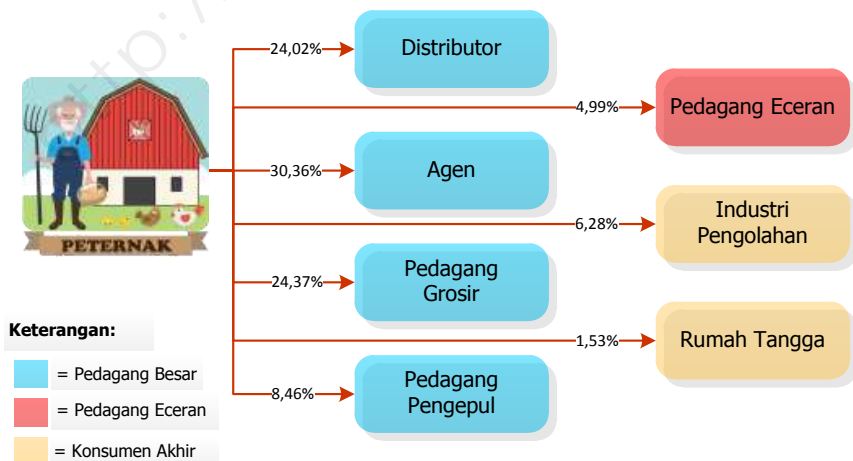 http:/
24,02%
Distributor
4,99%
Pedagang Eceran
30,36%
Agen
6,28%
Industri
Pengolahan
PETERNAK
24,37%
Pedagang
Grosir
1,53%
Rumah Tangga
8,46%
Pedagang
Pengepul
Keterangan:
= Pedagang Besar
= Pedagang Eceran
= Konsumen Akhir